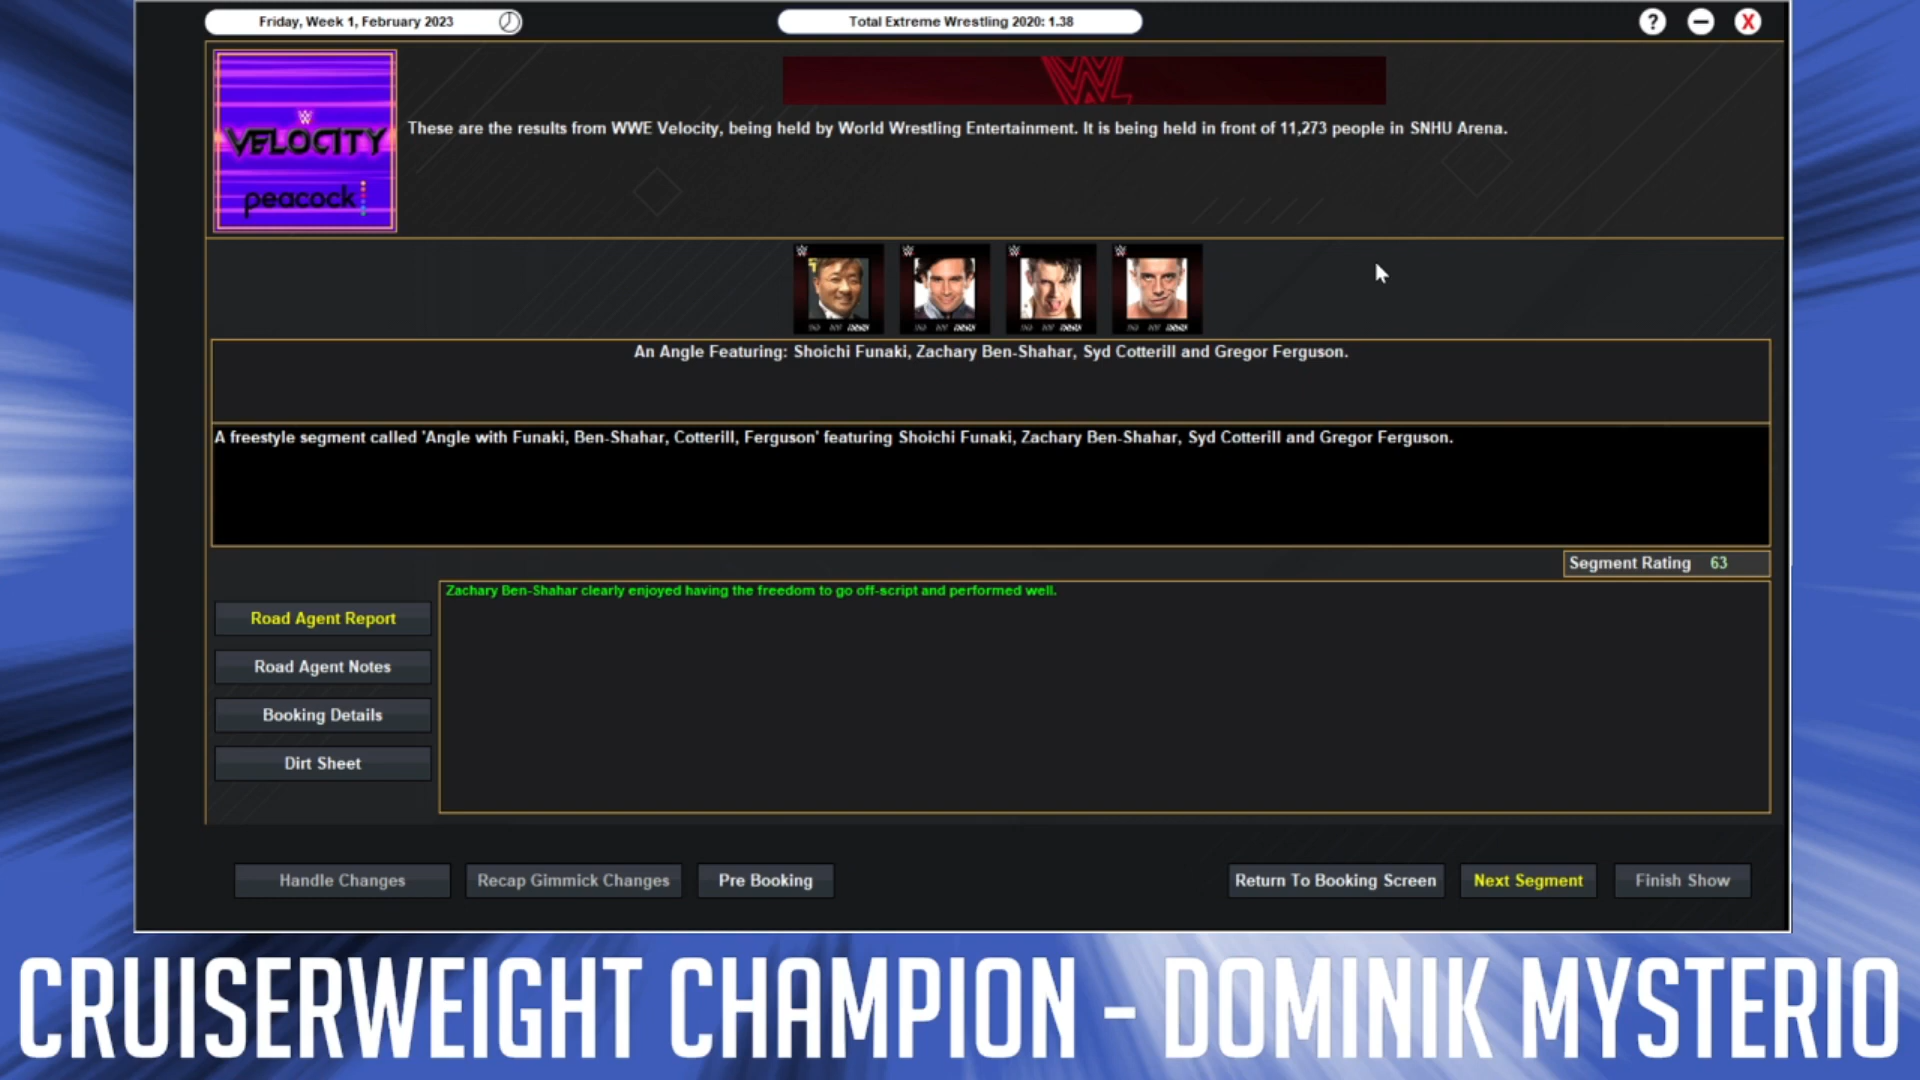 Friday, Week 1, February 2023
Total Extreme Wrestling 2020: 1.38
?
X
VELOCITY
peacock
These are the results from WWE Velocity, being held by World Wrestling Entertainment. It is being held in front of 11,273 people in SNHU Arena.
An Angle Featuring: Shoichi Funaki, Zachary Ben-Shahar, Syd Cotterill and Gregor Ferguson.
A freestyle segment called 'Angle with Funaki, Ben-Shahar, Cotterill, Ferguson' featuring Shoichi Funaki, Zachary Ben-Shahar, Syd Cotterill and Gregor Ferguson.
Segment Rating 63
Zachary Ben-Shahar clearly enjoyed having the freedom to go off-script and performed well.
Road Agent Report
Road Agent Notes
Booking Details
Dirt Sheet
Handle Changes
Recap Gimmick Changes
Pre Booking
Return To Booking Screen
Next Segment
Finish Show
CRUISERWEIGHT CHAMPION - DOMINIK MYSTERIO